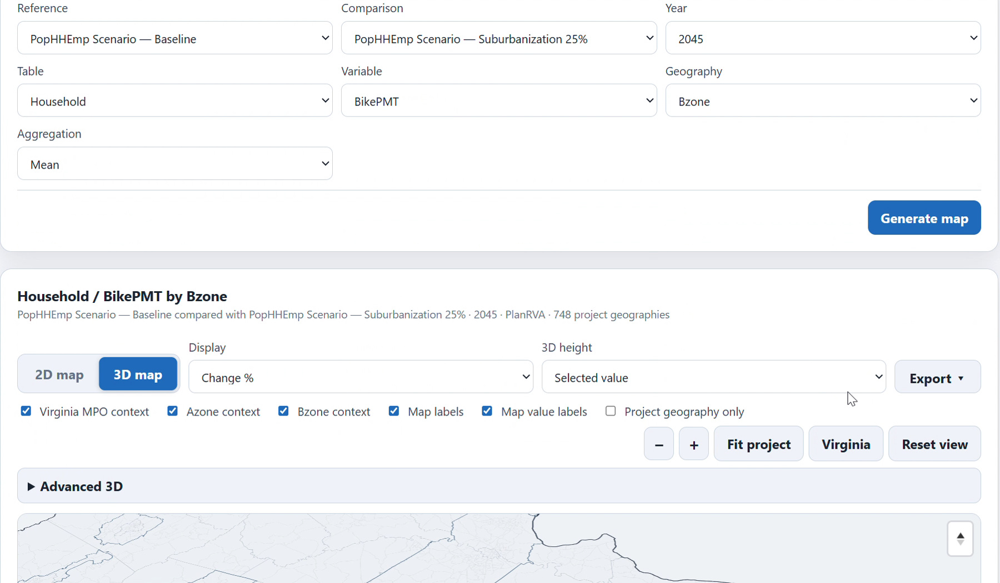 Reference
Comparison
Year
PopHHEmp Scenario — Baseline
PopHHEmp Scenario — Suburbanization 25%
2045
Table
Variable
Geography
Household
BikePMT
Bzone
Aggregation
Mean
Generate map
Household / BikePMT by Bzone
PopHHEmp Scenario — Baseline compared with PopHHEmp Scenario — Suburbanization 25% · 2045 · PlanRVA · 748 project geographies
Display
3D height
2D map
3D map
Change %
Selected value
Export ▼
Virginia MPO context
Azone context
Bzone context
Map labels
Map value labels
Project geography only
−
+
Fit project
Virginia
Reset view
▶ Advanced 3D